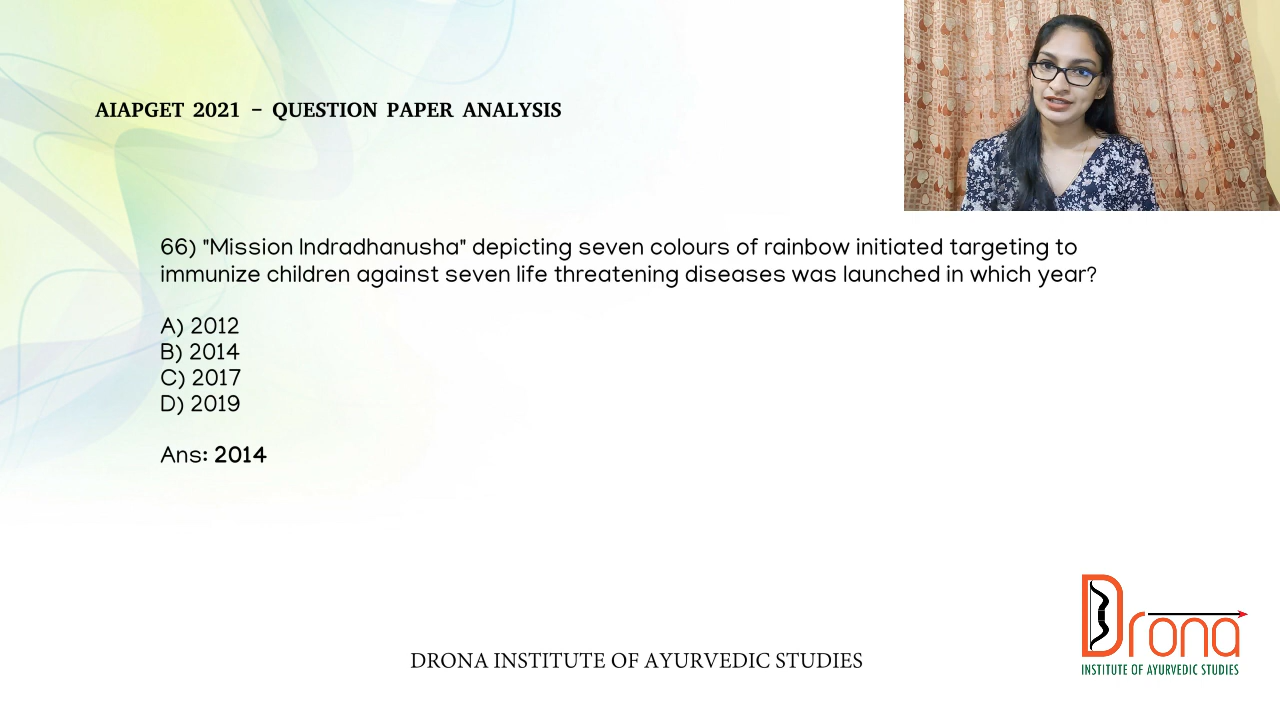 AIAPGET 2021 - QUESTION PAPER ANALYSIS
66) "Mission Indradhanusha" depicting seven colours of rainbow initiated targeting to
immunize children against seven life threatening diseases was launched in which year?
A) 2012
B) 2014
C) 2017
D) 2019
Ans: 2014
DRONA INSTITUTE OF AYURVEDIC STUDIES
Drona
INSTITUTE OF AYURVEDIC STUDIES